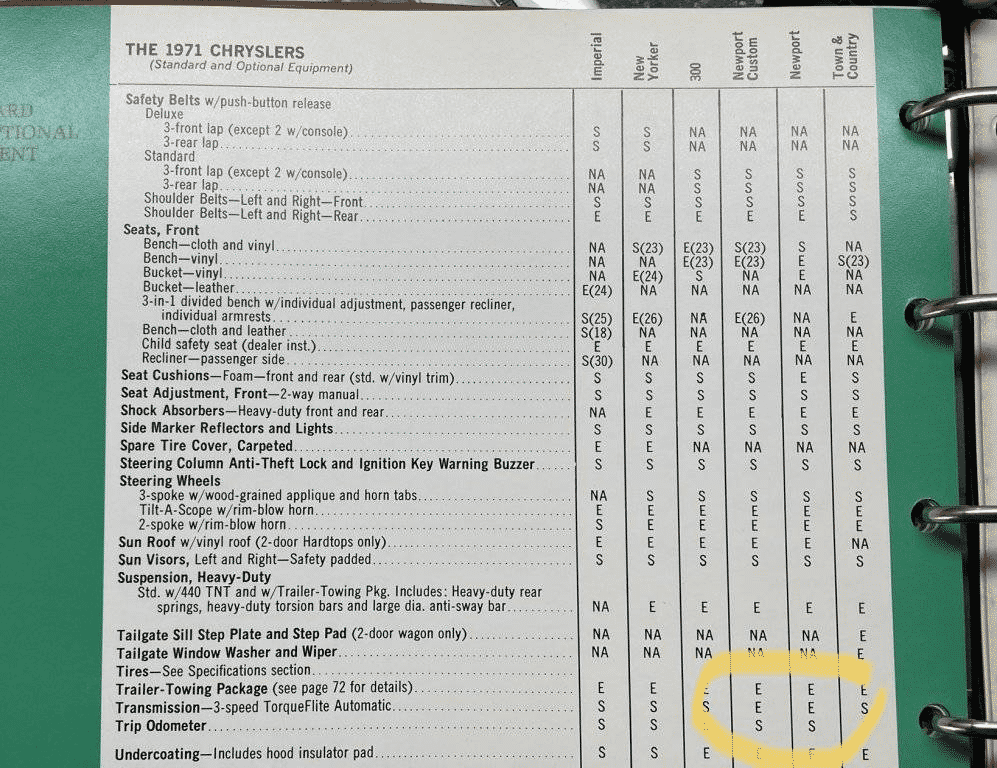 ARD
TIONAL
ENT
THE 1971 CHRYSLERS
(Standard and Optional Equipment)
Imperial
New Yorker
300
Newport Custom
Newport
Town & Country
Safety Belts w/push-button release
Deluxe
3-front lap (except 2 w/console) S S NA NA NA NA
3-rear lap S S NA NA NA NA
Standard
3-front lap (except 2 w/console) NA NA S S S S
3-rear lap NA NA S S S S
Shoulder Belts—Left and Right—Front S S S S S S
Shoulder Belts—Left and Right—Rear E E E E E S
Seats, Front
Bench—cloth and vinyl NA S(23) E(23) S(23) S NA
Bench—vinyl NA NA E(23) E(23) E S(23)
Bucket—vinyl NA E(24) S NA E NA
Bucket—leather E(24) NA NA NA NA NA
3-in-1 divided bench w/individual adjustment, passenger recliner,
individual armrests S(25) E(26) NA E(26) NA E
Bench—cloth and leather S(18) NA NA NA NA NA
Child safety seat (dealer inst.) E E E E E E
Recliner—passenger side S(30) NA NA NA NA NA
Seat Cushions—Foam—front and rear (std. w/vinyl trim) S S S S E S
Seat Adjustment, Front—2-way manual S S S S S S
Shock Absorbers—Heavy-duty front and rear NA E E E E E
Side Marker Reflectors and Lights S S S S S S
Spare Tire Cover, Carpeted E E NA NA NA NA
Steering Column Anti-Theft Lock and Ignition Key Warning Buzzer S S S S S S
Steering Wheels
3-spoke w/wood-grained applique and horn tabs NA S S S S S
Tilt-A-Scope w/rim-blow horn E E E E E E
2-spoke w/rim-blow horn S E E E E E
Sun Roof w/vinyl roof (2-door Hardtops only) E E E E E NA
Sun Visors, Left and Right—Safety padded S S S S S S
Suspension, Heavy-Duty
Std. w/440 TNT and w/Trailer-Towing Pkg. Includes: Heavy-duty rear
springs, heavy-duty torsion bars and large dia. anti-sway bar NA E E E E E
Tailgate Sill Step Plate and Step Pad (2-door wagon only) NA NA NA NA NA E
Tailgate Window Washer and Wiper NA NA NA NA NA E
Tires—See Specifications section
Trailer-Towing Package (see page 72 for details) E E E E E
Transmission—3-speed TorqueFlite Automatic S S S E E S
Trip Odometer S S S S
Undercoating—Includes hood insulator pad S S E E